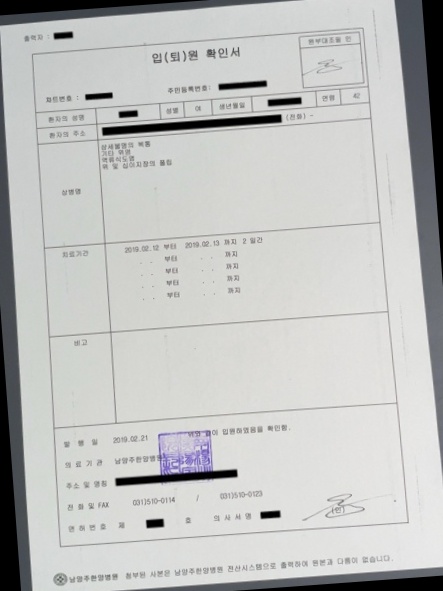 출력자 :
입(퇴)원 확인서
원부대조필 인
차트번호 : 주민등록번호:
환자의 성명 성별 여 생년월일 연령 42
환자의 주소 (전화) -
상병명
상세불명의 복통
기타 위염
역류식도염
위 및 십이지장의 폴립
치료기간 2019.02.12 부터 2019.02.13 까지 2 일간
. . 부터 . . 까지
. . 부터 . . 까지
. . 부터 . . 까지
. . 부터 . . 까지
비고
발 행 일 2019.02.21 위와 같이 입원하였음을 확인함.
의 료 기 관 남양주한양병원
주소 및 명칭
전 화 및 FAX 031)510-0114 / 031)510-0123
면 허 번 호 제 호 의 사 서 명 (인)
남양주한양병원 첨부된 사본은 남양주한양병원 전산시스템으로 출력하여 원본과 다름이 없습니다.